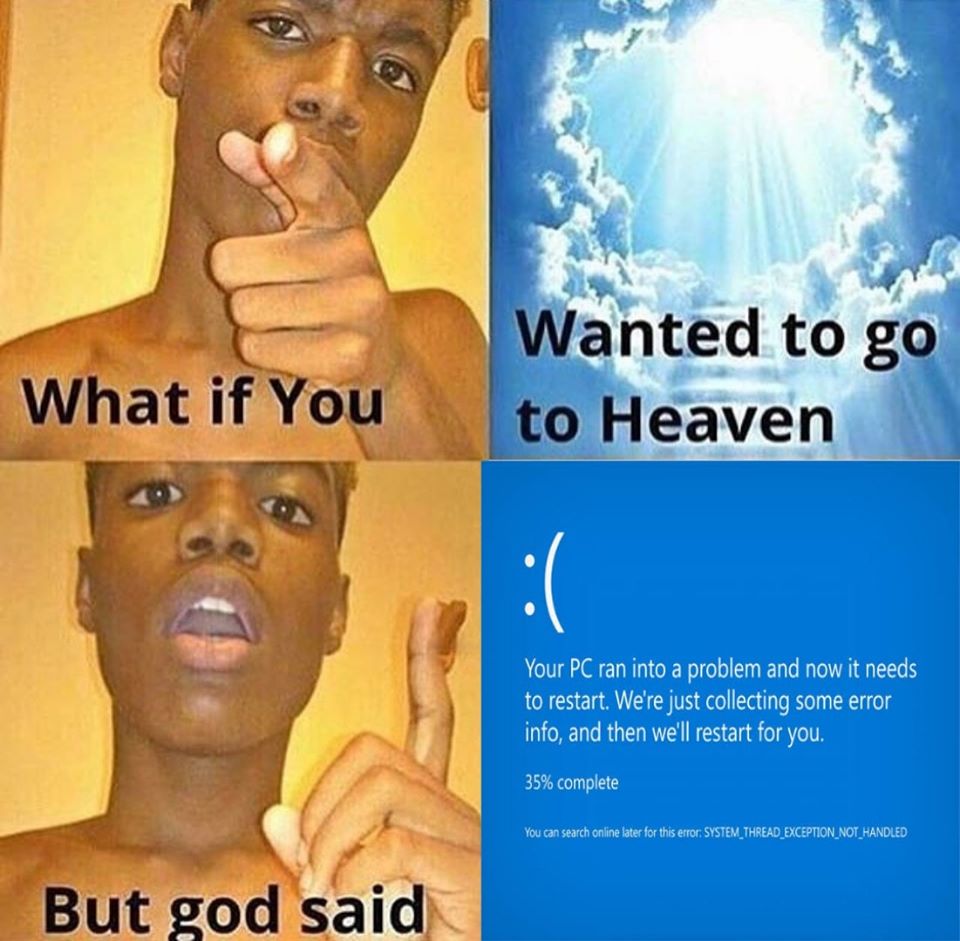 What if You
Wanted to go
to Heaven
But god said
:(
Your PC ran into a problem and now it needs
to restart. We're just collecting some error
info, and then we'll restart for you.
35% complete
You can search online later for this error: SYSTEM_THREAD_EXCEPTION_NOT_HANDLED